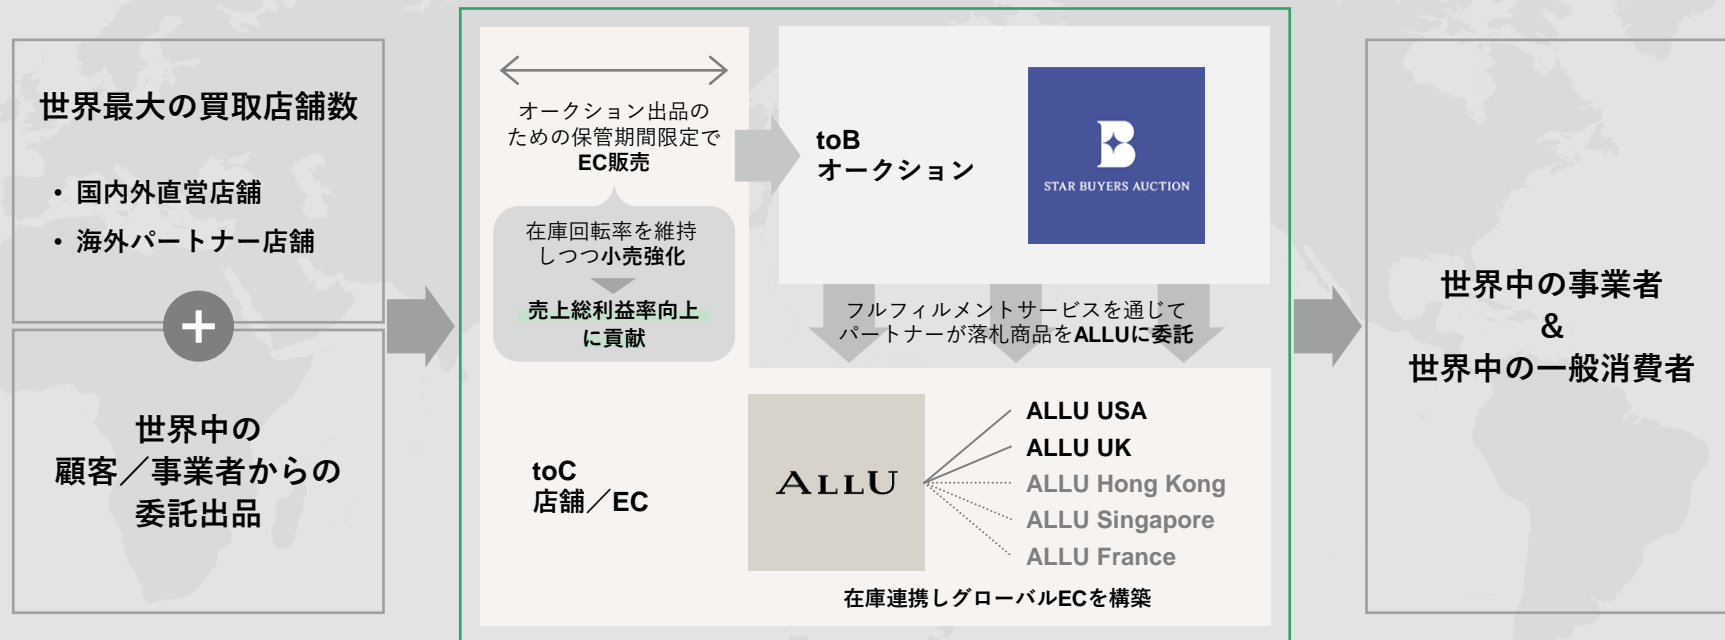 世界最大の買取店舗数
・ 国内外直営店舗
・ 海外パートナー店舗
+
世界中の
顧客／事業者からの
委託出品
オークション出品の
ための保管期間限定で
EC販売
在庫回転率を維持
しつつ小売強化
売上総利益率向上
に貢献
toB
オークション
B
STAR BUYERS AUCTION
フルフィルメントサービスを通じて
パートナーが落札商品をALLUに委託
toC
店舗／EC
ALLU
ALLU USA
ALLU UK
ALLU Hong Kong
ALLU Singapore
ALLU France
在庫連携しグローバルECを構築
世界中の事業者
&
世界中の一般消費者